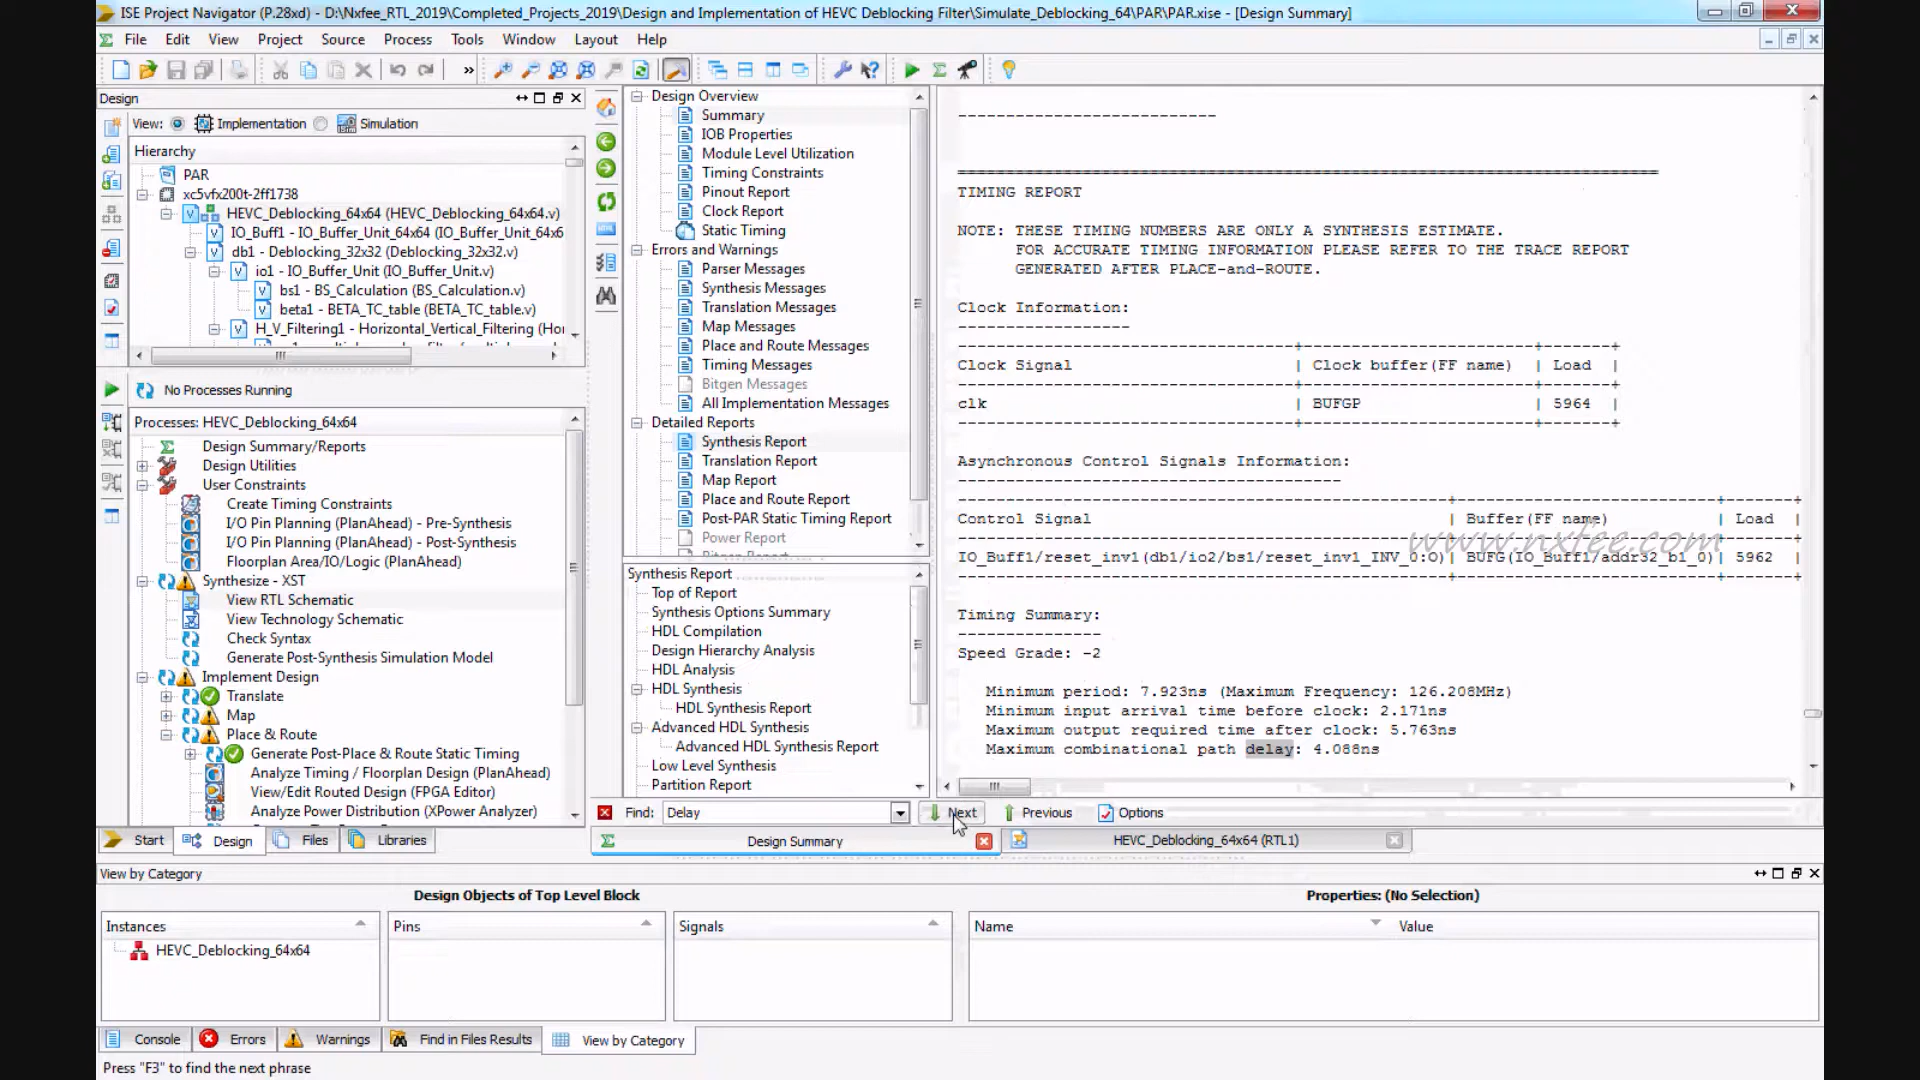 ISE Project Navigator (P.28xd) - D:\Nxfee_RTL_2019\Completed_Projects_2019\Design and Implementation of HEVC Deblocking Filter\Simulate_Deblocking_64\PAR\PAR.xise - [Design Summary]
File Edit View Project Source Process Tools Window Layout Help
»
Design
View: Implementation Simulation
Hierarchy
PAR
xc5vfx200t-2ff1738
HEVC_Deblocking_64x64 (HEVC_Deblocking_64x64.v)
IO_Buff1 - IO_Buffer_Unit_64x64 (IO_Buffer_Unit_64x6
db1 - Deblocking_32x32 (Deblocking_32x32.v)
io1 - IO_Buffer_Unit (IO_Buffer_Unit.v)
bs1 - BS_Calculation (BS_Calculation.v)
beta1 - BETA_TC_table (BETA_TC_table.v)
H_V_Filtering1 - Horizontal_Vertical_Filtering (Hor
No Processes Running
Processes: HEVC_Deblocking_64x64
Design Summary/Reports
Design Utilities
User Constraints
Create Timing Constraints
I/O Pin Planning (PlanAhead) - Pre-Synthesis
I/O Pin Planning (PlanAhead) - Post-Synthesis
Floorplan Area/IO/Logic (PlanAhead)
Synthesize - XST
View RTL Schematic
View Technology Schematic
Check Syntax
Generate Post-Synthesis Simulation Model
Implement Design
Translate
Map
Place & Route
Generate Post-Place & Route Static Timing
Analyze Timing / Floorplan Design (PlanAhead)
View/Edit Routed Design (FPGA Editor)
Analyze Power Distribution (XPower Analyzer)
Start Design Files Libraries
Design Overview
Summary
IOB Properties
Module Level Utilization
Timing Constraints
Pinout Report
Clock Report
Static Timing
Errors and Warnings
Parser Messages
Synthesis Messages
Translation Messages
Map Messages
Place and Route Messages
Timing Messages
Bitgen Messages
All Implementation Messages
Detailed Reports
Synthesis Report
Translation Report
Map Report
Place and Route Report
Post-PAR Static Timing Report
Power Report
Synthesis Report
Top of Report
Synthesis Options Summary
HDL Compilation
Design Hierarchy Analysis
HDL Analysis
HDL Synthesis
HDL Synthesis Report
Advanced HDL Synthesis
Advanced HDL Synthesis Report
Low Level Synthesis
Partition Report
TIMING REPORT
NOTE: THESE TIMING NUMBERS ARE ONLY A SYNTHESIS ESTIMATE.
FOR ACCURATE TIMING INFORMATION PLEASE REFER TO THE TRACE REPORT
GENERATED AFTER PLACE-and-ROUTE.
Clock Information:
------------------
Clock Signal | Clock buffer(FF name) | Load |
clk | BUFGP | 5964 |
Asynchronous Control Signals Information:
----------------------------------------
Control Signal | Buffer(FF name) | Load |
IO_Buff1/reset_inv1(db1/io2/bs1/reset_inv1_INV_0:O)| BUFG(IO_Buff1/addr32_b1_0)| 5962 |
www.nxfee.com
Timing Summary:
---------------
Speed Grade: -2
Minimum period: 7.923ns (Maximum Frequency: 126.208MHz)
Minimum input arrival time before clock: 2.171ns
Maximum output required time after clock: 5.763ns
Maximum combinational path delay: 4.088ns
Find: Delay Next Previous Options
Design Summary HEVC_Deblocking_64x64 (RTL1)
View by Category
Design Objects of Top Level Block Properties: (No Selection)
Instances Pins Signals Name Value
HEVC_Deblocking_64x64
Console Errors Warnings Find in Files Results View by Category
Press "F3" to find the next phrase